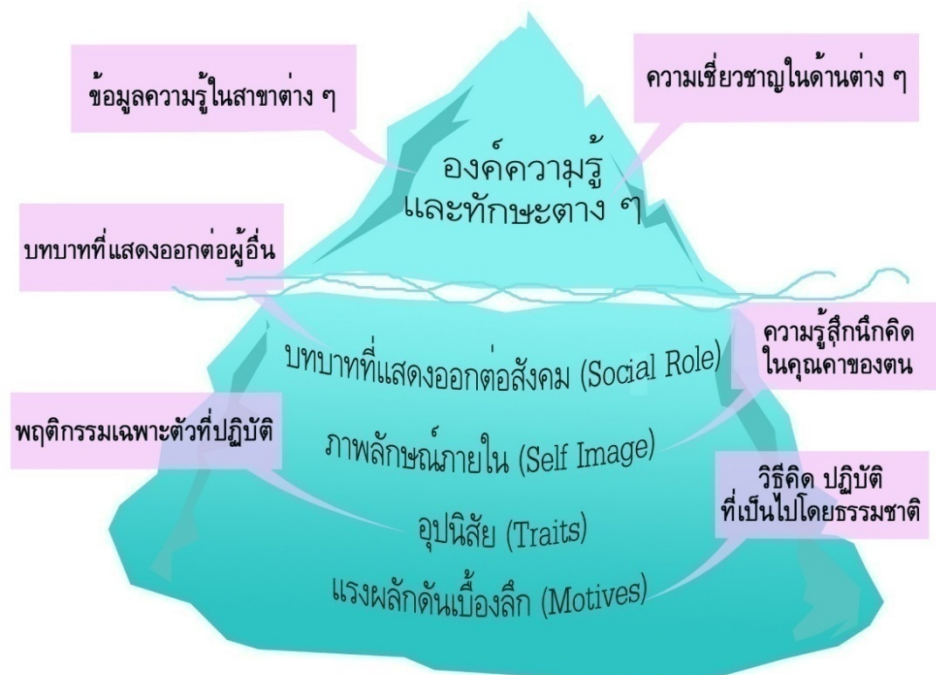 ข้อมูลความรู้ในสาขาต่าง ๆ
ความเชี่ยวชาญในด้านต่าง ๆ
องค์ความรู้
และทักษะต่าง ๆ
บทบาทที่แสดงออกต่อผู้อื่น
ความรู้สึกนึกคิด
ในคุณค่าของตน
บทบาทที่แสดงออกต่อสังคม (Social Role)
พฤติกรรมเฉพาะตัวที่ปฏิบัติ
ภาพลักษณ์ภายใน (Self Image)
วิธีคิด ปฏิบัติ
ที่เป็นไปโดยธรรมชาติ
อุปนิสัย (Traits)
แรงผลักดันเบื้องลึก (Motives)